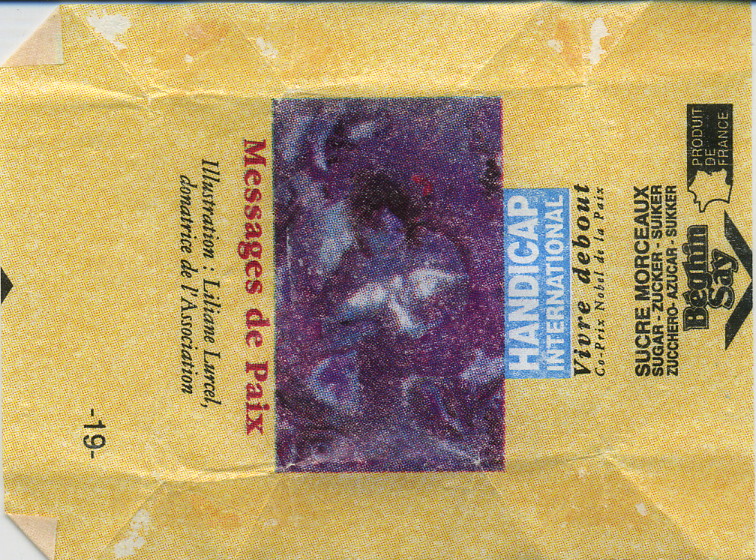 HANDICAP
INTERNATIONAL
Vivre debout
Co-Prix Nobel de la Paix
SUCRE MORCEAUX
SUGAR - ZUCKER - SUIKER
ZUCCHERO-AZUCAR - SUKKER
Béghin
Say
PRODUIT
DE
FRANCE
Messages de Paix
Illustration : Liliane Lurcel,
donatrice de l'Association
-19-